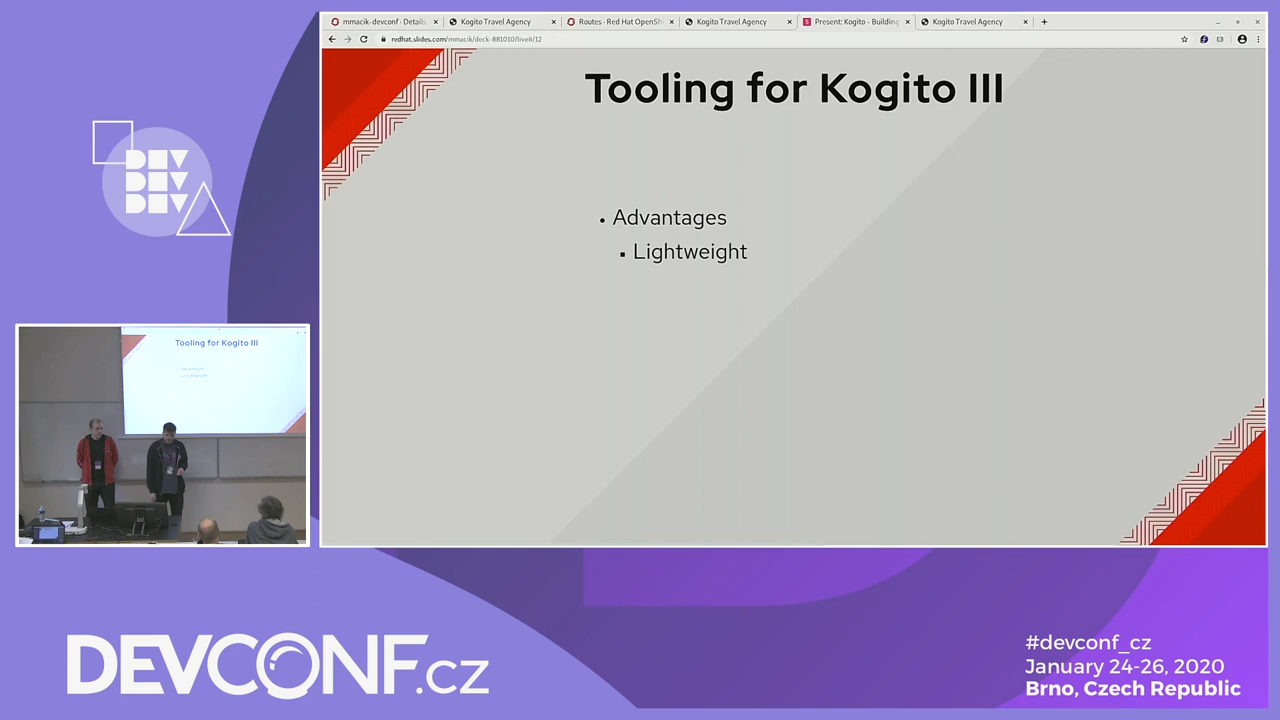 mmacik-devconf · Details
Kogito Travel Agency
Routes · Red Hat OpenShi
Kogito Travel Agency
Present: Kogito - Building
Kogito Travel Agency
redhat.slides.com/mmacik/deck-881010/live#/12
Tooling for Kogito III
• Advantages
▪ Lightweight
DEV
DEV
DEV
Tooling for Kogito III
DEVCONF.cz
#devconf_cz
January 24-26, 2020
Brno, Czech Republic